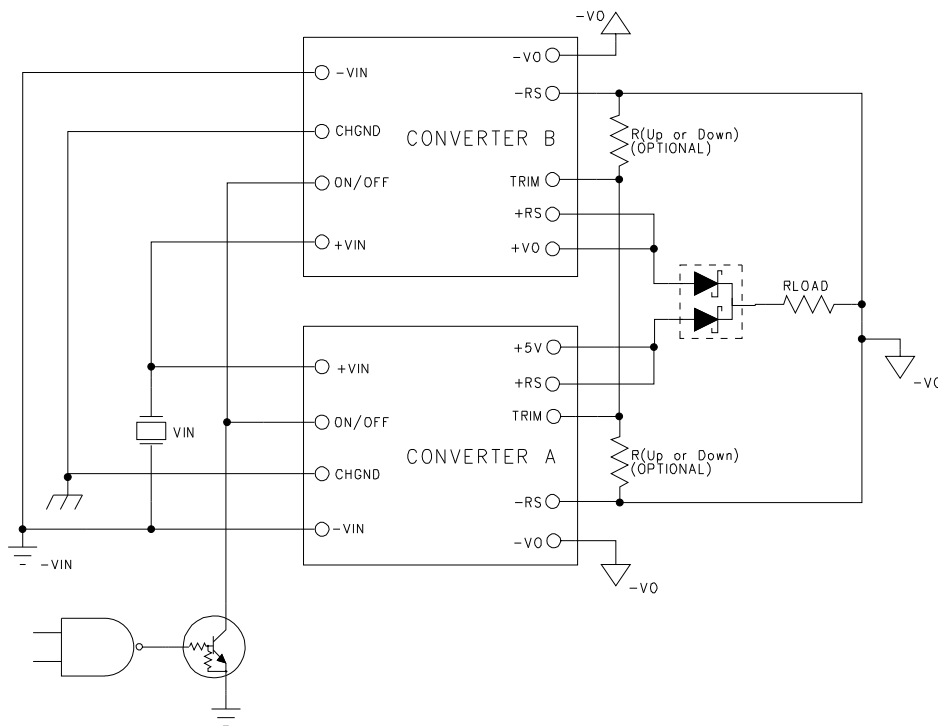 -VO
-VO
-VIN
-RS
R(Up or Down)
(OPTIONAL)
CHGND
CONVERTER B
ON/OFF
TRIM
+RS
+VIN
+VO
RLOAD
+5V
+VIN
+RS
-VO
TRIM
ON/OFF
VIN
R(Up or Down)
(OPTIONAL)
CONVERTER A
CHGND
-RS
-VIN
-VO
-VIN
-VO